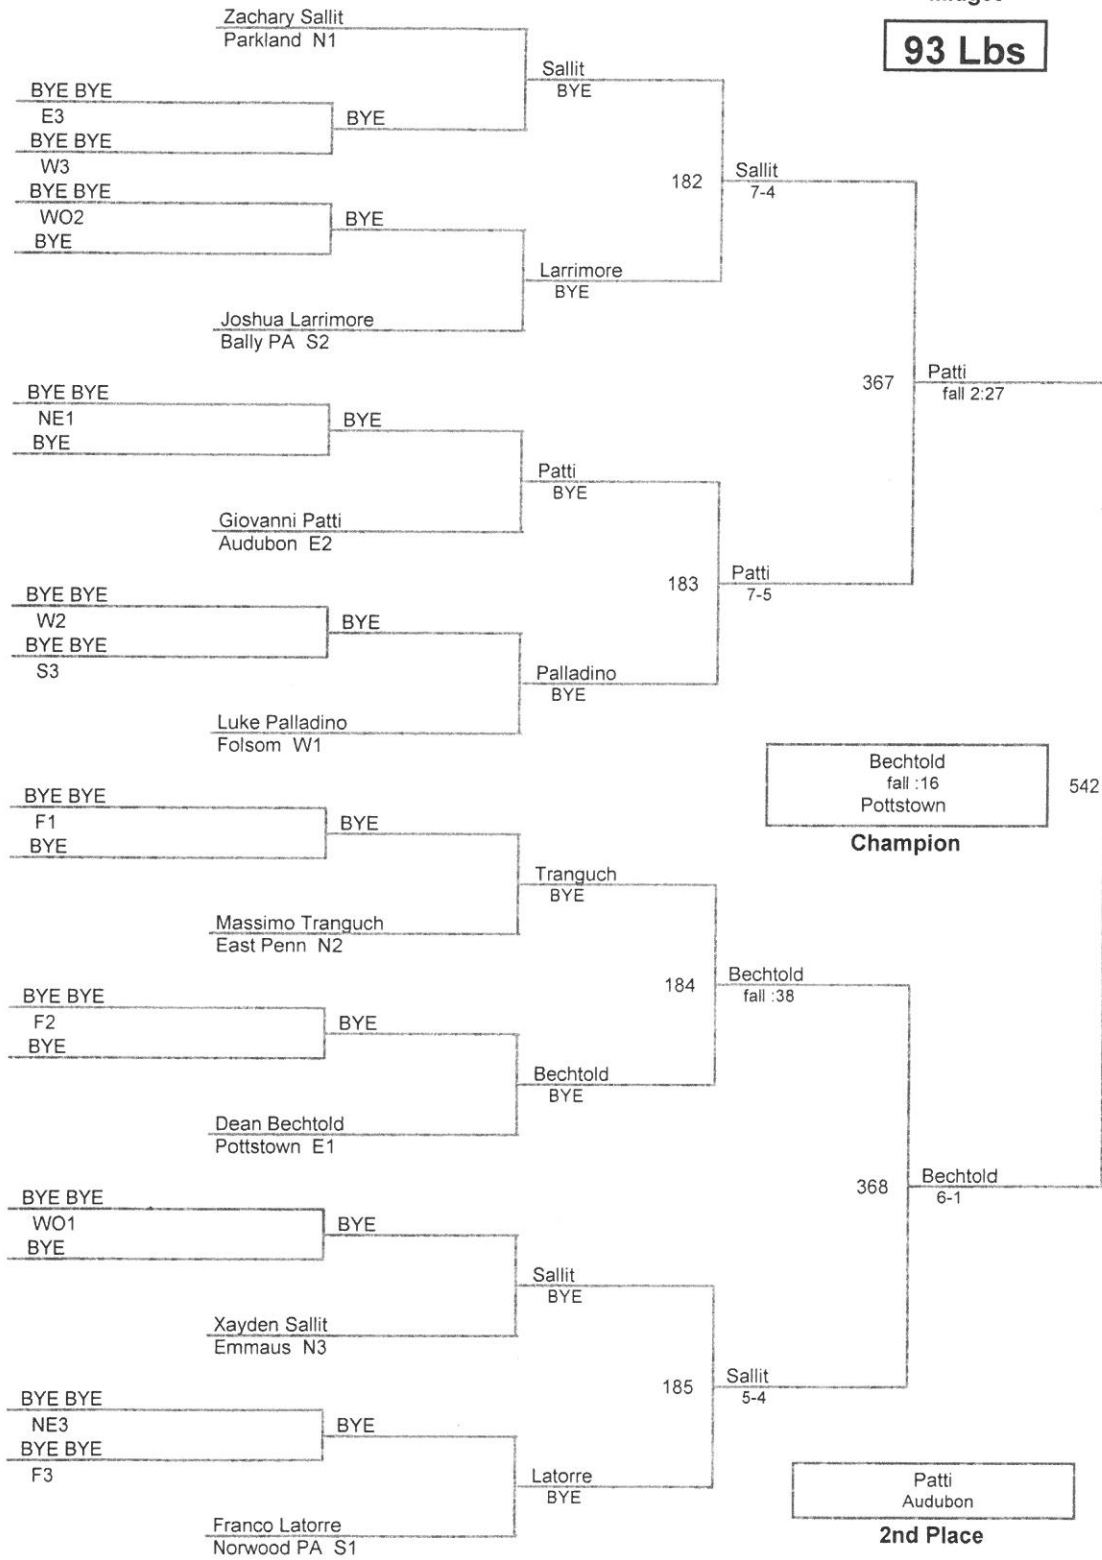 93 Lbs
Zachary Sallit
Parkland N1
Sallit
BYE
BYE BYE
E3
BYE
BYE BYE
W3
182
Sallit
7-4
BYE BYE
WO2
BYE
BYE
Larrimore
BYE
Joshua Larrimore
Bally PA S2
367
Patti
fall 2:27
BYE BYE
NE1
BYE
BYE
Patti
BYE
Giovanni Patti
Audubon E2
183
Patti
7-5
BYE BYE
W2
BYE
BYE BYE
S3
Palladino
BYE
Luke Palladino
Folsom W1
Bechtold
fall :16
Pottstown
542
Champion
BYE BYE
F1
BYE
BYE
Tranguch
BYE
Massimo Tranguch
East Penn N2
184
Bechtold
fall :38
BYE BYE
F2
BYE
BYE
Bechtold
BYE
Dean Bechtold
Pottstown E1
368
Bechtold
6-1
BYE BYE
WO1
BYE
BYE
Sallit
BYE
Xayden Sallit
Emmaus N3
185
Sallit
5-4
BYE BYE
NE3
BYE
BYE BYE
F3
Latorre
BYE
Franco Latorre
Norwood PA S1
Patti
Audubon
2nd Place